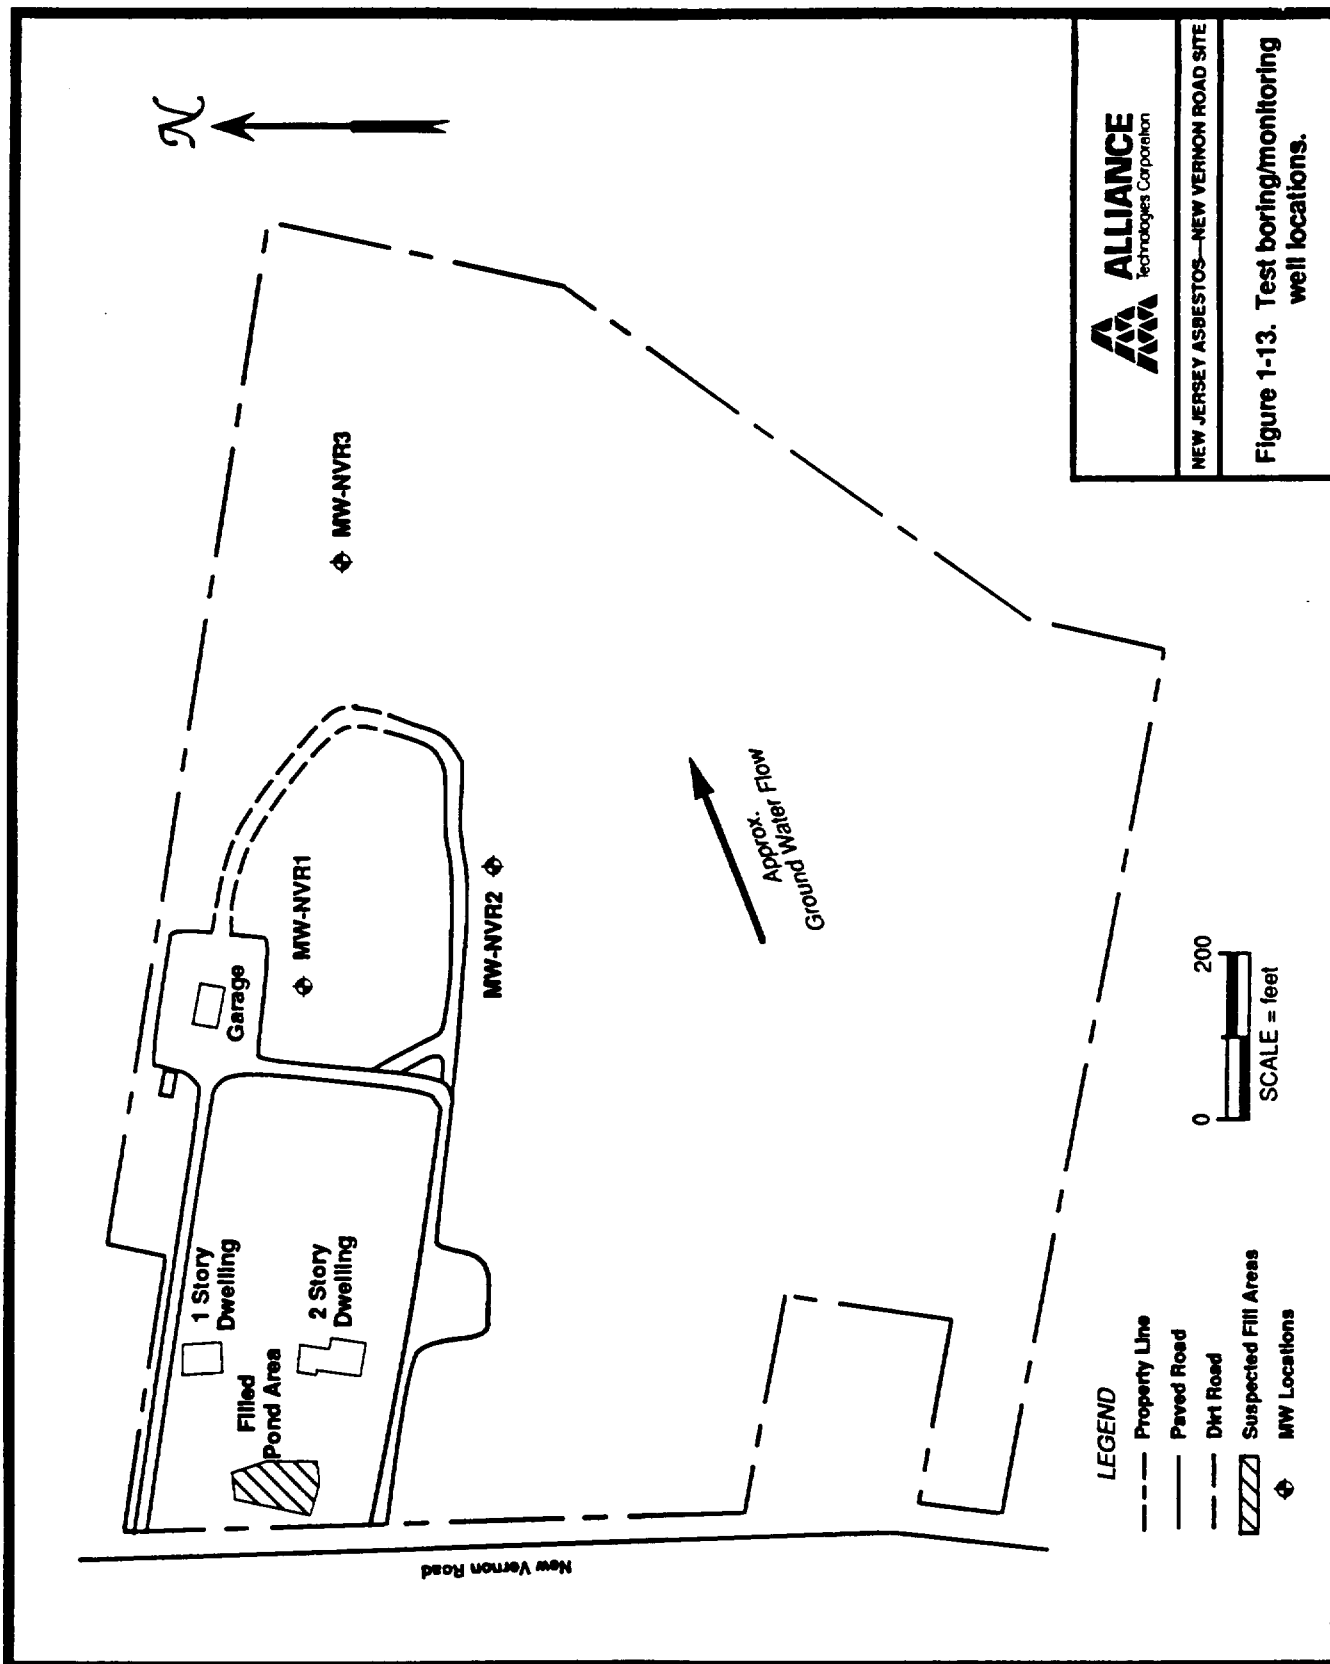 N
1 Story
Dwelling
2 Story
Dwelling
Filled
Pond Area
Garage
MW-NVR1
MW-NVR2
MW-NVR3
Approx.
Ground Water Flow
New Vernon Road
LEGEND
Property Line
Paved Road
Dirt Road
Suspected Fill Areas
MW Locations
0 200
SCALE = feet
ALLIANCE
Technologies Corporation
NEW JERSEY ASBESTOS—NEW VERNON ROAD SITE
Figure 1-13. Test boring/monitoring
well locations.